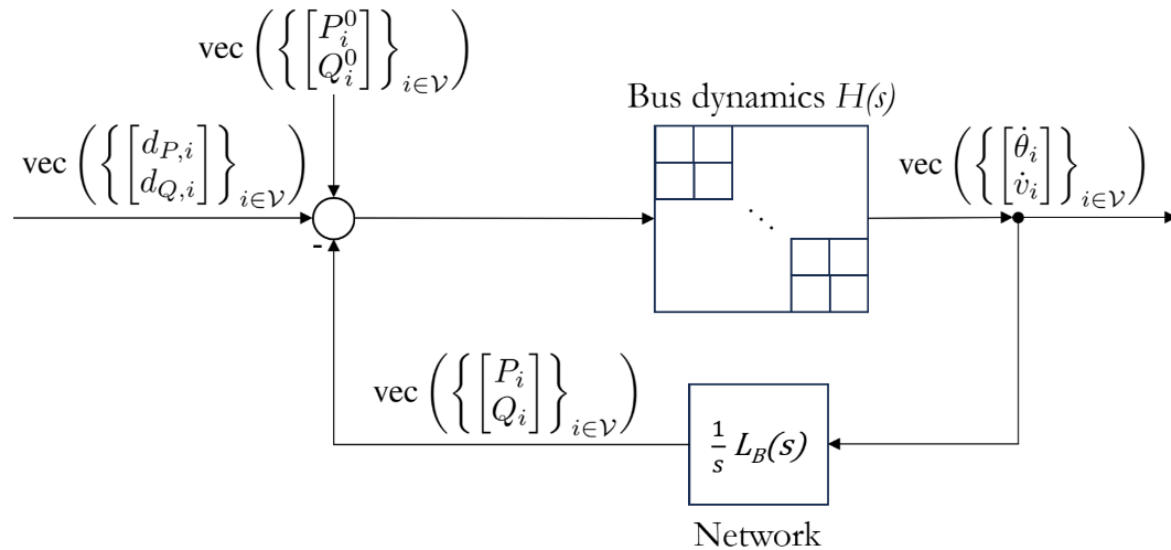 vec ({[P_i^0 Q_i^0]}_{i∈𝒱})
Bus dynamics H(s)
vec ({[d_{P,i} d_{Q,i}]}_{i∈𝒱})
vec ({[θ̇_i v̇_i]}_{i∈𝒱})
-
vec ({[P_i Q_i]}_{i∈𝒱})
1/s L_B(s)
Network